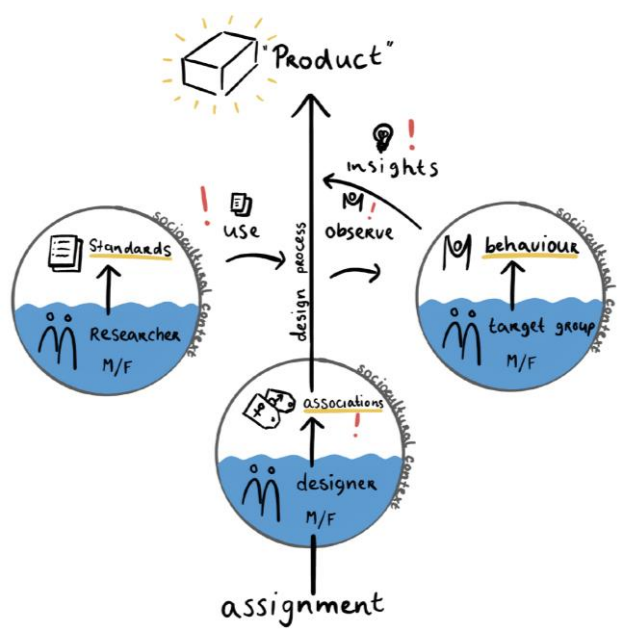 "Product"
insights
use
observe
design process
sociocultural context
Standards
Researcher
M/F
sociocultural context
behaviour
target group
M/F
sociocultural context
associations
designer
M/F
assignment